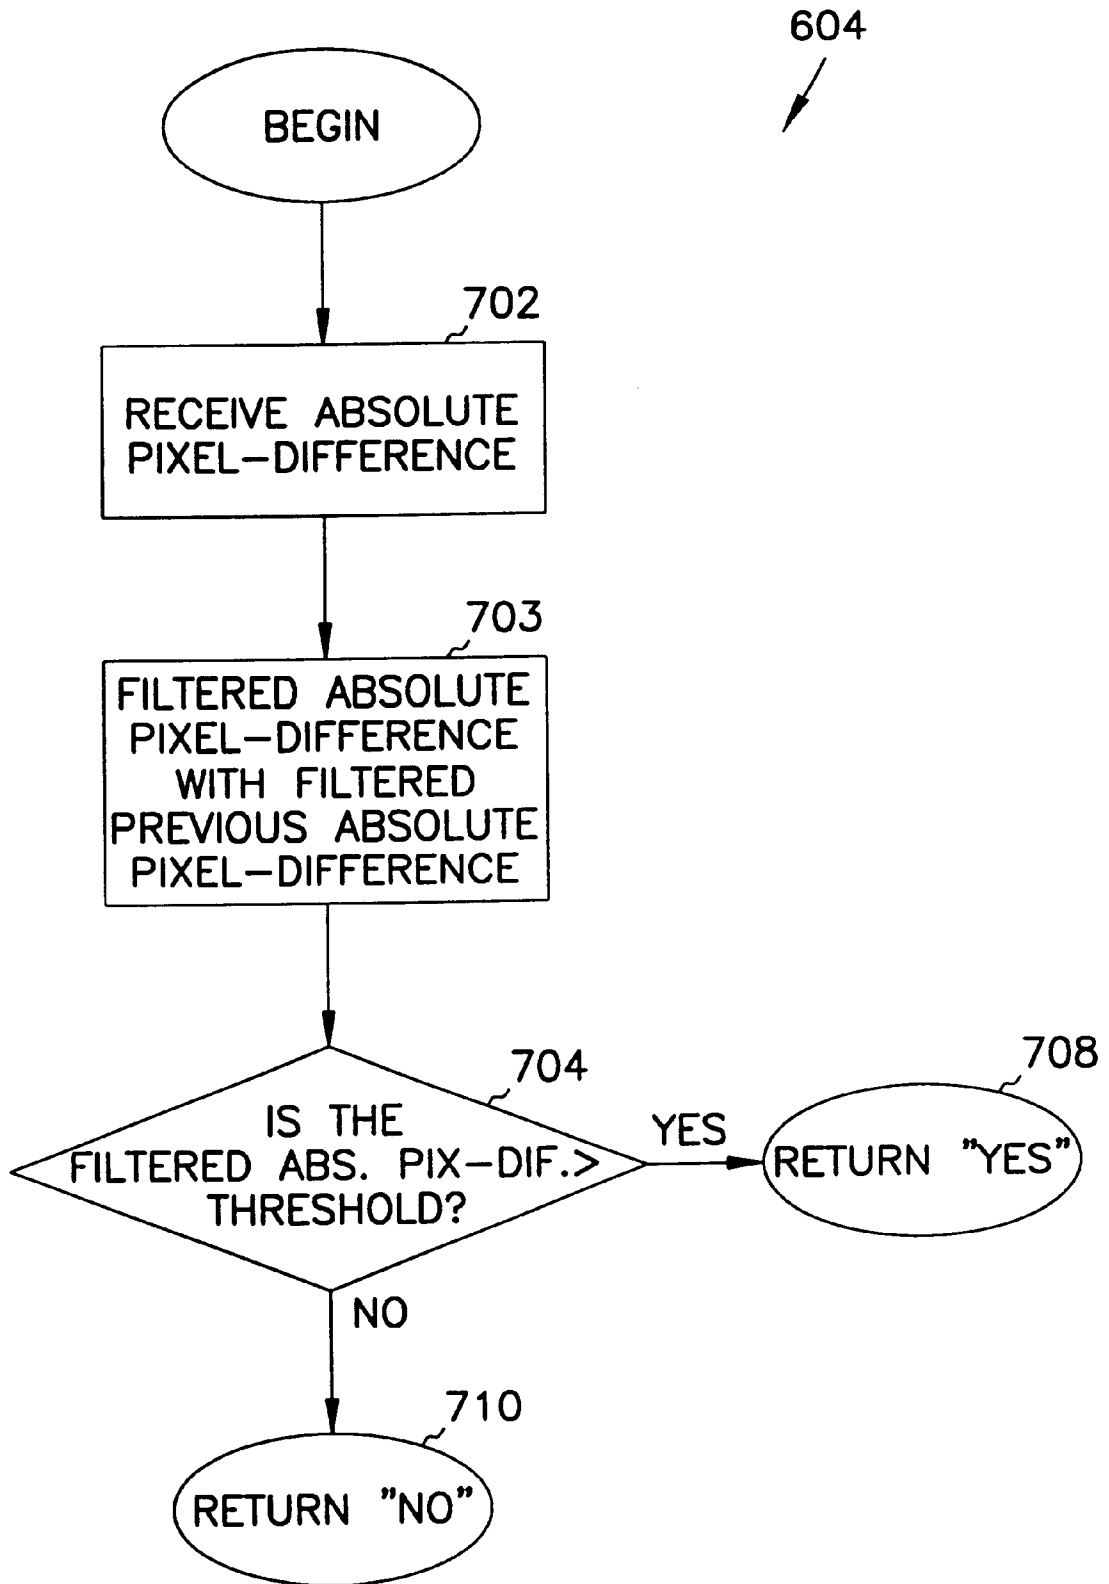 604
BEGIN
702
RECEIVE ABSOLUTE
PIXEL-DIFFERENCE
703
FILTERED ABSOLUTE
PIXEL-DIFFERENCE
WITH FILTERED
PREVIOUS ABSOLUTE
PIXEL-DIFFERENCE
704
IS THE
FILTERED ABS. PIX-DIF.>
THRESHOLD?
YES
708
RETURN "YES"
NO
710
RETURN "NO"